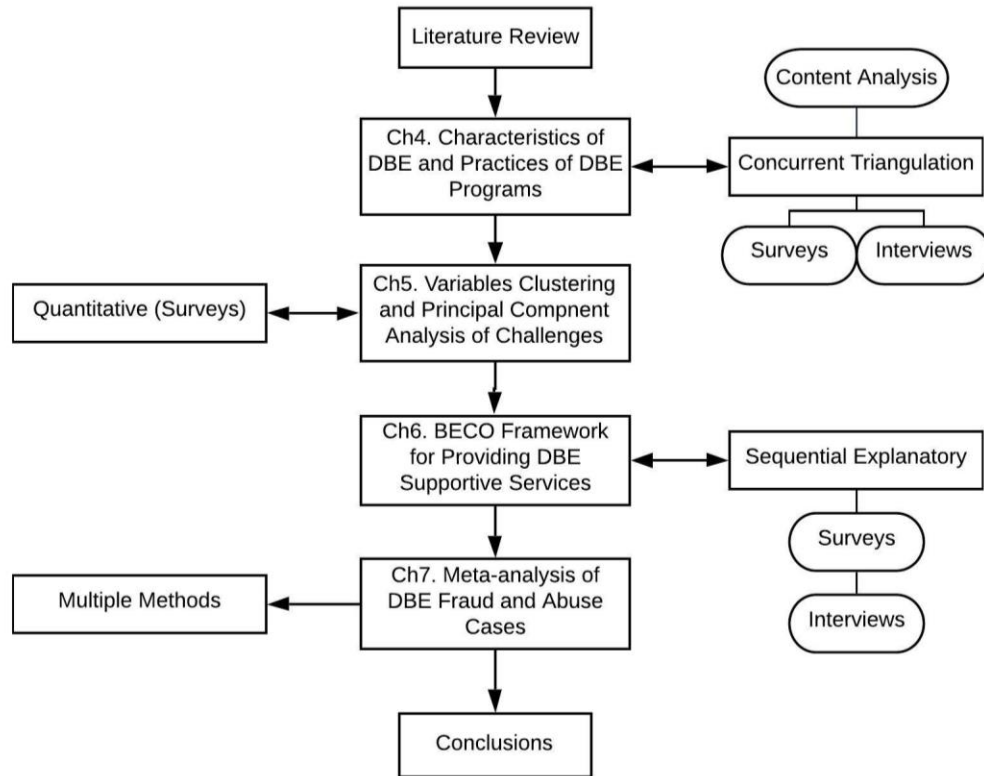 Literature Review
Content Analysis
Ch4. Characteristics of
DBE and Practices of DBE
Programs
Concurrent Triangulation
Surveys
Interviews
Quantitative (Surveys)
Ch5. Variables Clustering
and Principal Compnent
Analysis of Challenges
Ch6. BECO Framework
for Providing DBE
Supportive Services
Sequential Explanatory
Surveys
Interviews
Multiple Methods
Ch7. Meta-analysis of
DBE Fraud and Abuse
Cases
Conclusions